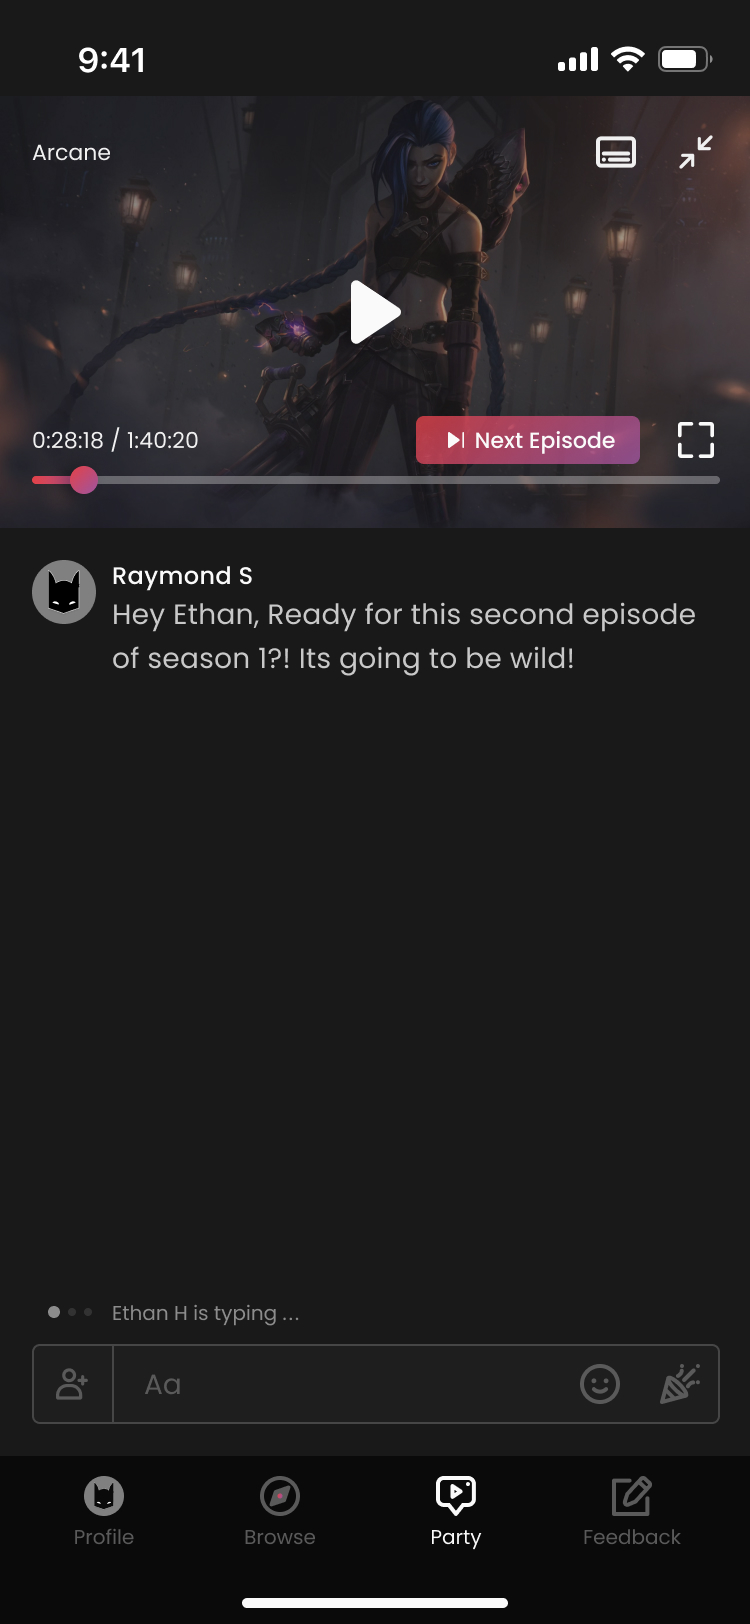 9:41
Arcane
0:28:18 / 1:40:20
Next Episode
Raymond S
Hey Ethan, Ready for this second episode
of season 1?! Its going to be wild!
Ethan H is typing ...
Aa
Profile
Browse
Party
Feedback